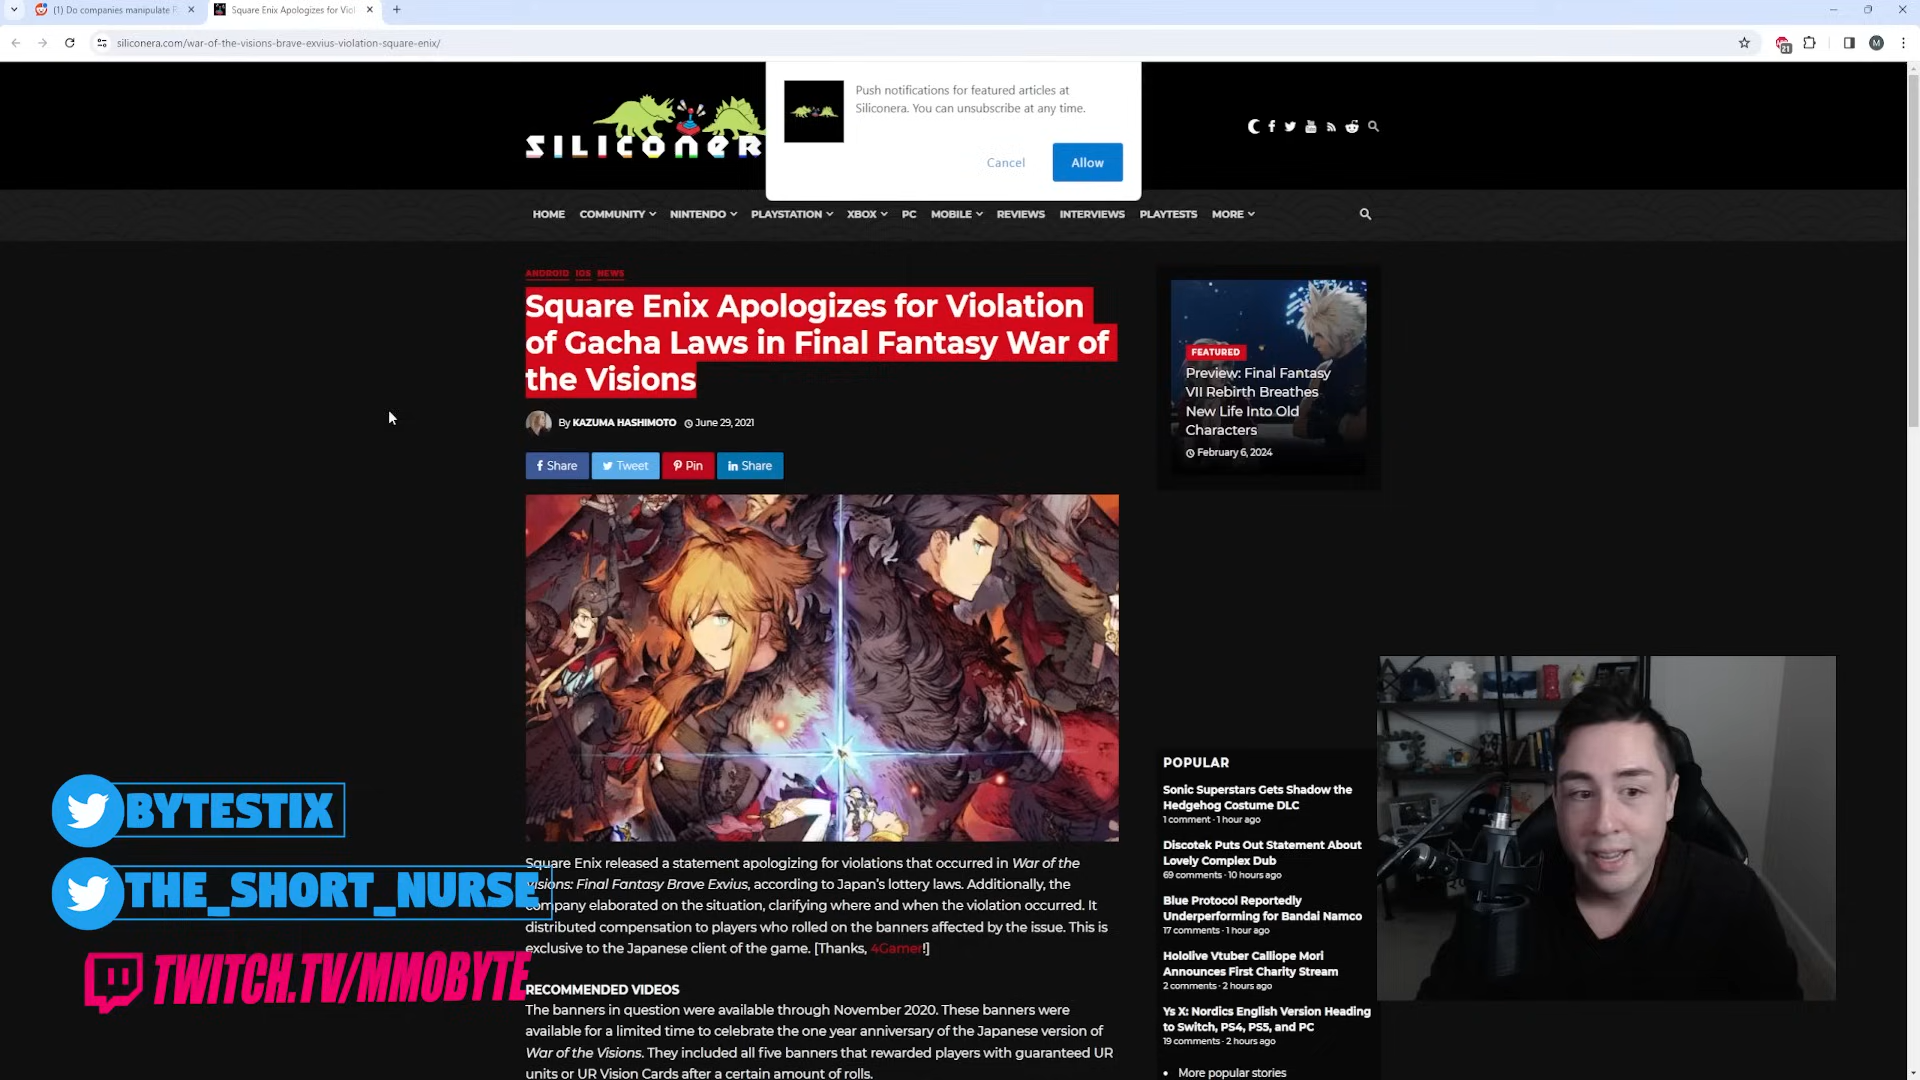 (1) Do companies manipulate
Square Enix Apologizes for Viol
siliconera.com/war-of-the-visions-brave-exvius-violation-square-enix/
21
M
Push notifications for featured articles at
Siliconera. You can unsubscribe at any time.
Cancel
Allow
SILICONER
HOME COMMUNITY NINTENDO PLAYSTATION XBOX PC MOBILE REVIEWS INTERVIEWS PLAYTESTS MORE
ANDROID IOS NEWS
Square Enix Apologizes for Violation
of Gacha Laws in Final Fantasy War of
the Visions
By KAZUMA HASHIMOTO June 29, 2021
Share Tweet Pin Share
FEATURED
Preview: Final Fantasy
VII Rebirth Breathes
New Life Into Old
Characters
February 6, 2024
Square Enix released a statement apologizing for violations that occurred in War of the
Visions: Final Fantasy Brave Exvius, according to Japan's lottery laws. Additionally, the
company elaborated on the situation, clarifying where and when the violation occurred. It
distributed compensation to players who rolled on the banners affected by the issue. This is
exclusive to the Japanese client of the game. [Thanks, 4Gamer!]
RECOMMENDED VIDEOS
The banners in question were available through November 2020. These banners were
available for a limited time to celebrate the one year anniversary of the Japanese version of
War of the Visions. They included all five banners that rewarded players with guaranteed UR
units or UR Vision Cards after a certain amount of rolls.
POPULAR
Sonic Superstars Gets Shadow the
Hedgehog Costume DLC
1 comment · 1 hour ago
Discotek Puts Out Statement About
Lovely Complex Dub
69 comments · 10 hours ago
Blue Protocol Reportedly
Underperforming for Bandai Namco
17 comments · 1 hour ago
Hololive Vtuber Calliope Mori
Announces First Charity Stream
2 comments · 2 hours ago
Ys X: Nordics English Version Heading
to Switch, PS4, PS5, and PC
19 comments · 2 hours ago
• More popular stories
BYTESTIX
THE_SHORT_NURSE
TWITCH.TV/MMOBYTE